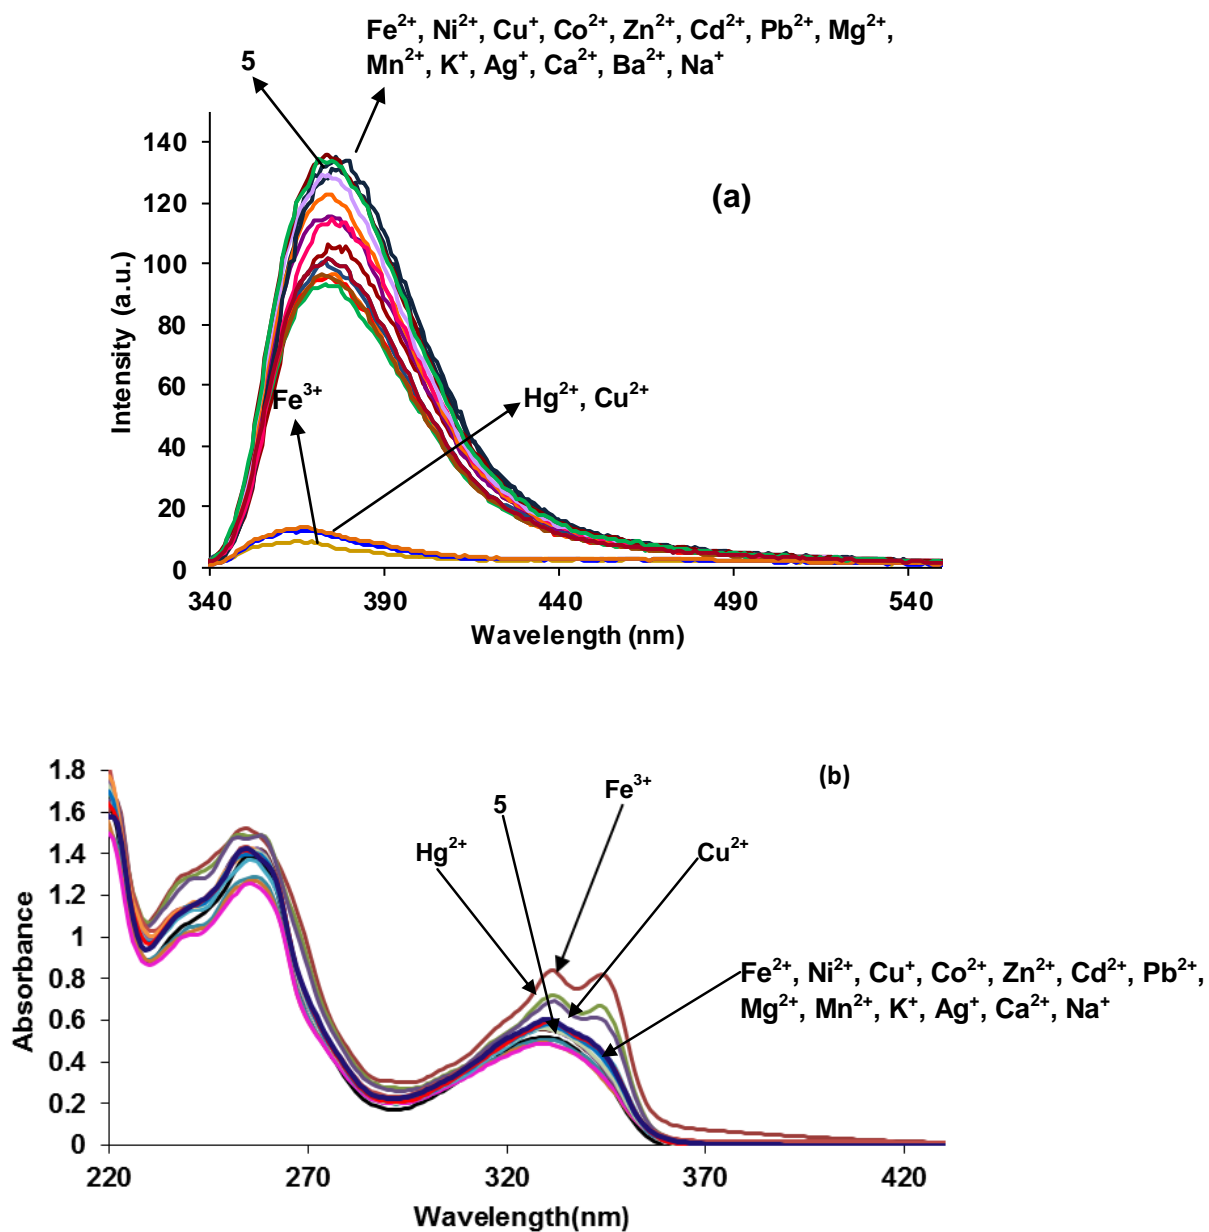 Fe²⁺, Ni²⁺, Cu⁺, Co²⁺, Zn²⁺, Cd²⁺, Pb²⁺, Mg²⁺,
Mn²⁺, K⁺, Ag⁺, Ca²⁺, Ba²⁺, Na⁺
5
(a)
140
120
100
80
60
40
20
0
Intensity (a.u.)
Fe³⁺
Hg²⁺, Cu²⁺
340
390
440
490
540
Wavelength (nm)
(b)
1.8
1.6
1.4
1.2
1
0.8
0.6
0.4
0.2
0
Absorbance
5
Fe³⁺
Hg²⁺
Cu²⁺
Fe²⁺, Ni²⁺, Cu⁺, Co²⁺, Zn²⁺, Cd²⁺, Pb²⁺,
Mg²⁺, Mn²⁺, K⁺, Ag⁺, Ca²⁺, Na⁺
220
270
320
370
420
Wavelength(nm)